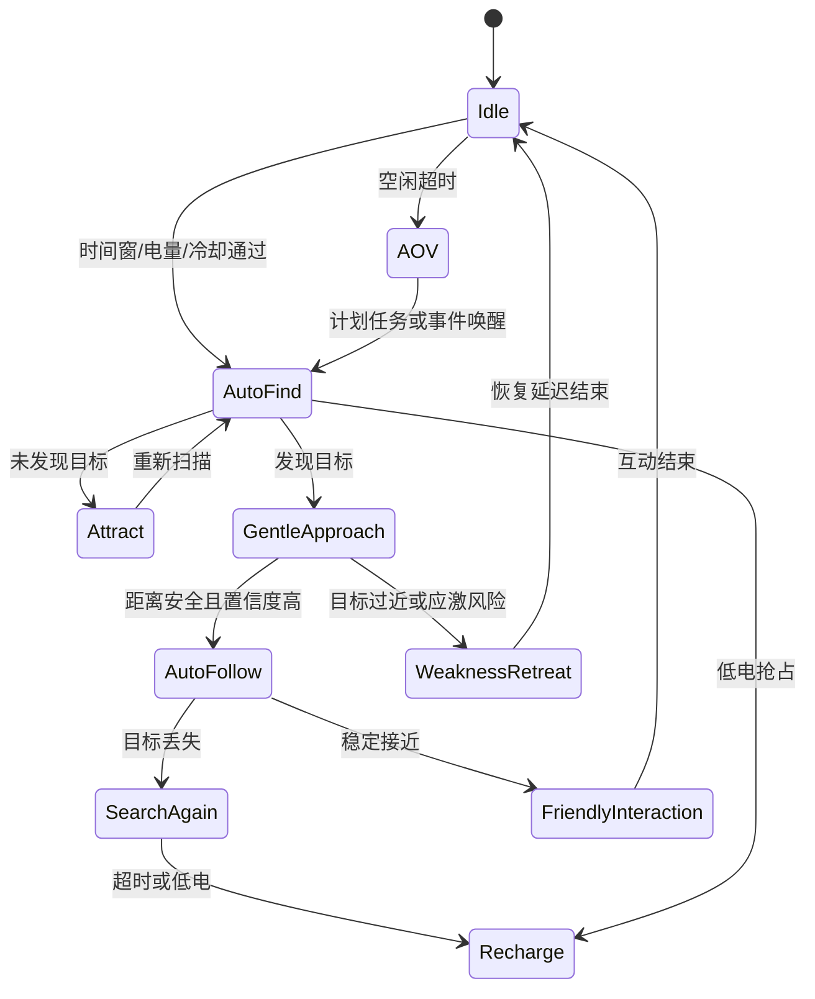 Idle
空闲超时
时间窗/电量/冷却通过
AOV
计划任务或事件唤醒
AutoFind
恢复延迟结束
未发现目标
重新扫描
发现目标
互动结束
Attract
GentleApproach
距离安全且置信度高
目标过近或应激风险
AutoFollow
WeaknessRetreat
低电抢占
目标丢失
稳定接近
SearchAgain
FriendlyInteraction
超时或低电
Recharge